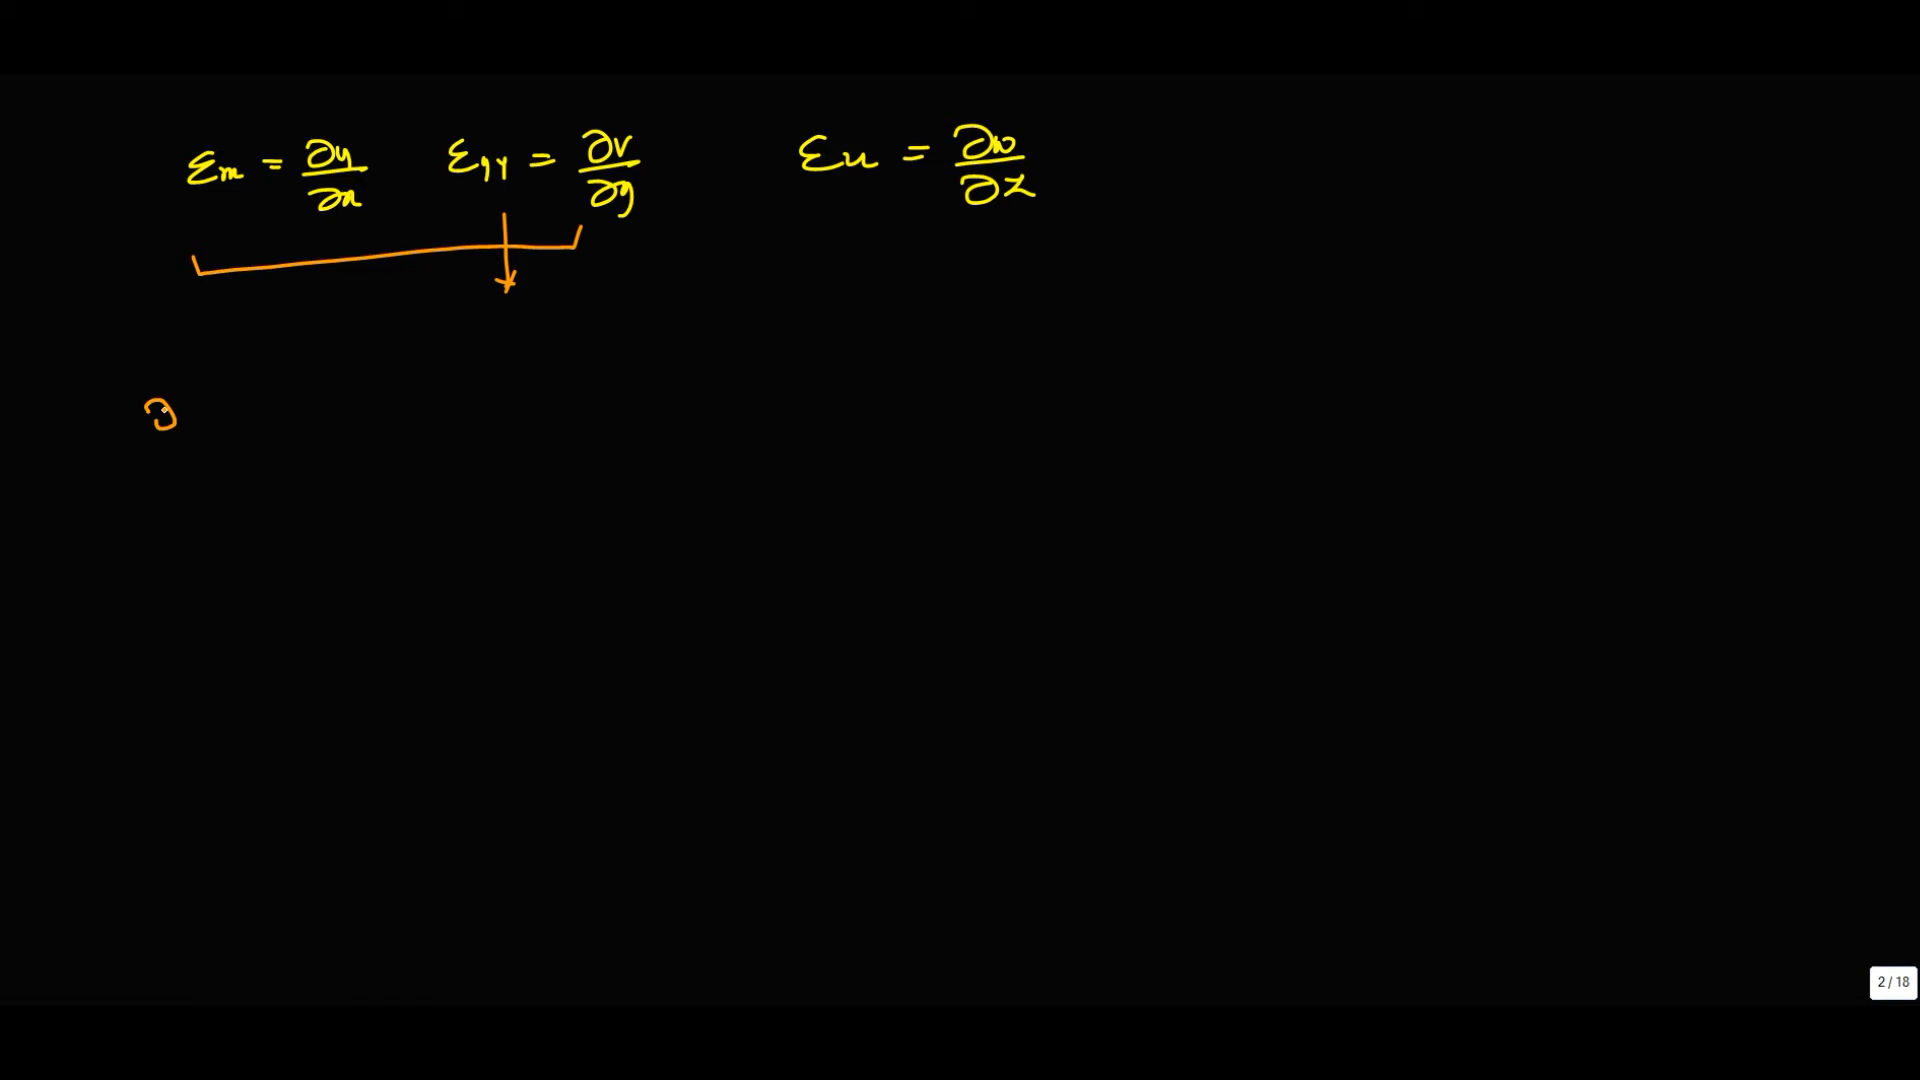 εxx = ∂u/∂x εyy = ∂v/∂y εzz = ∂w/∂z
∂
2 / 18